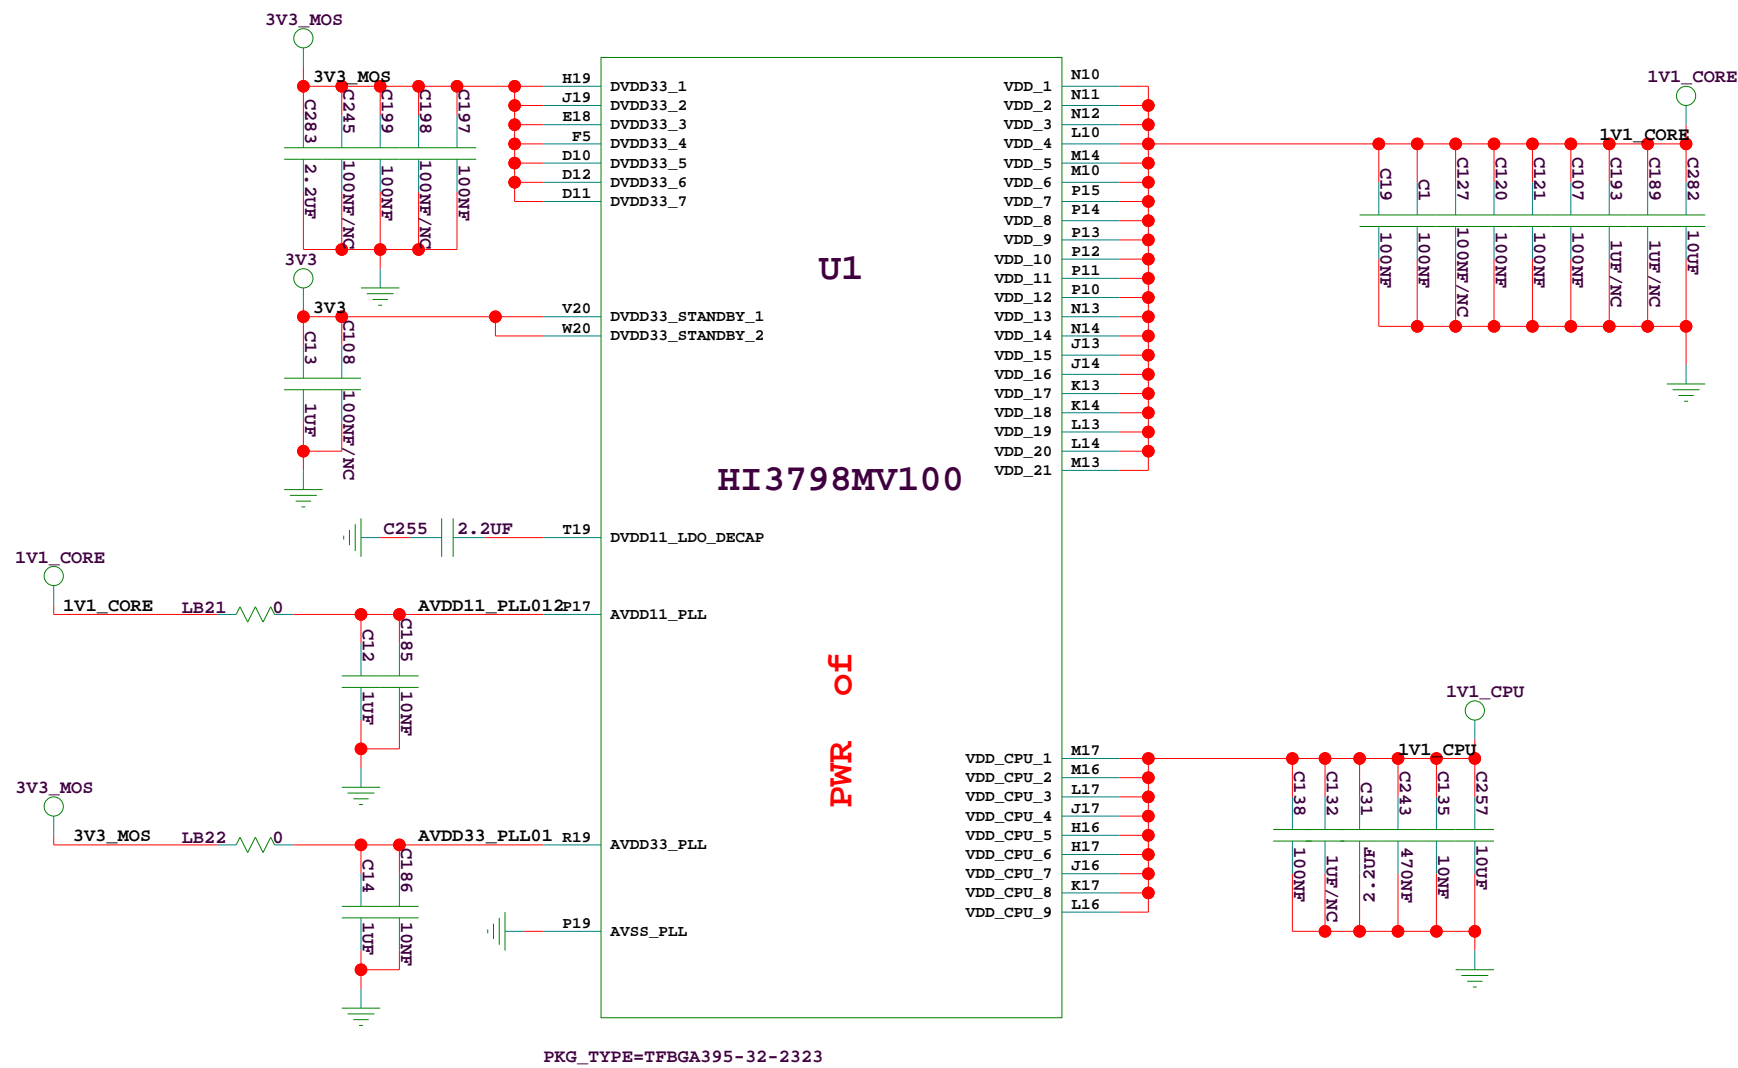 3V3_MOS
3V3_MOS
C283
C245
C199
C198
C197
2.2UF
100NF/NC
100NF
100NF/NC
100NF
H19 DVDD33_1
J19 DVDD33_2
E18 DVDD33_3
F5 DVDD33_4
D10 DVDD33_5
D12 DVDD33_6
D11 DVDD33_7
3V3
3V3
C13
C108
1UF
100NF/NC
V20 DVDD33_STANDBY_1
W20 DVDD33_STANDBY_2
C255 2.2UF T19 DVDD11_LDO_DECAP
1V1_CORE
1V1_CORE LB21 0 AVDD11_PLL012 P17 AVDD11_PLL
C12
C185
1UF
10NF
3V3_MOS
3V3_MOS LB22 0 AVDD33_PLL01 R19 AVDD33_PLL
C14
C186
1UF
10NF
P19 AVSS_PLL
U1
HI3798MV100
PWR of
VDD_1 N10
VDD_2 N11
VDD_3 N12
VDD_4 L10
VDD_5 M14
VDD_6 M10
VDD_7 P15
VDD_8 P14
VDD_9 P13
VDD_10 P12
VDD_11 P11
VDD_12 P10
VDD_13 N13
VDD_14 N14
VDD_15 J13
VDD_16 J14
VDD_17 K13
VDD_18 K14
VDD_19 L13
VDD_20 L14
VDD_21 M13
1V1_CORE
1V1_CORE
C19
C1
C127
C120
C121
C107
C193
C189
C282
100NF
100NF
100NF/NC
100NF
100NF
100NF
1UF/NC
1UF/NC
10UF
VDD_CPU_1 M17
VDD_CPU_2 M16
VDD_CPU_3 L17
VDD_CPU_4 J17
VDD_CPU_5 H16
VDD_CPU_6 H17
VDD_CPU_7 J16
VDD_CPU_8 K17
VDD_CPU_9 L16
1V1_CPU
1V1_CPU
C138
C132
C31
C243
C135
C257
100NF
1UF/NC
2.2UF
470NF
10NF
10UF
PKG_TYPE=TFBGA395-32-2323